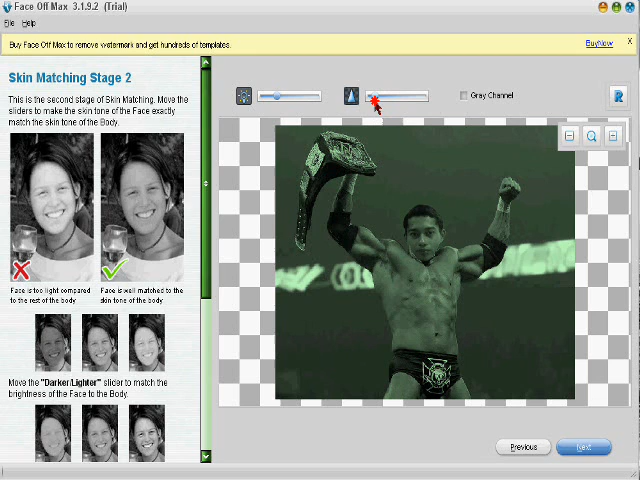 Face Off Max 3.1.9.2 (Trial)
File Help
Buy Face Off Max to remove watermark and get hundreds of templates.
BuyNow
X
Skin Matching Stage 2
This is the second stage of Skin Matching. Move the
sliders to make the skin tone of the Face exactly
match the skin tone of the Body.
Gray Channel
R
Face is too light compared
to the rest of the body
Face is well matched to the
skin tone of the body
Move the "Darker/Lighter" slider to match the
brightness of the Face to the Body.
Previous
Next